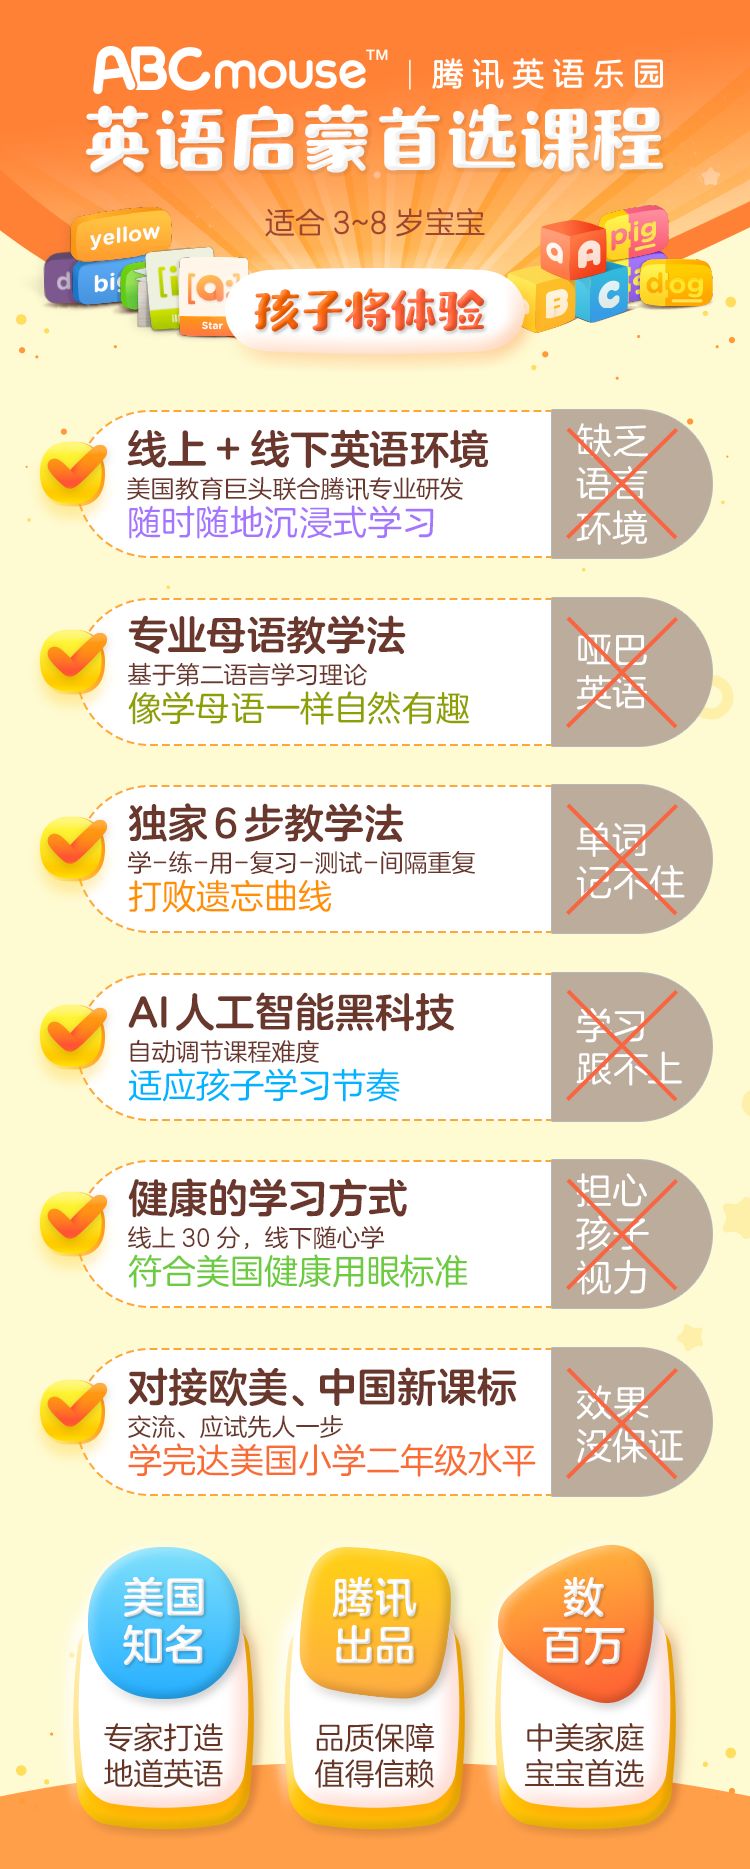 ABCmouse™ | 腾讯英语乐园
英语启蒙首选课程
适合 3~8 岁宝宝
yellow
big
Star
a A
B C
pig
dog
孩子将体验
线上 + 线下英语环境
美国教育巨头联合腾讯专业研发
随时随地沉浸式学习
缺乏
语言
环境
专业母语教学法
基于第二语言学习理论
像学母语一样自然有趣
哑巴
英语
独家 6 步教学法
学-练-用-复习-测试-间隔重复
打败遗忘曲线
单词
记不住
AI 人工智能黑科技
自动调节课程难度
适应孩子学习节奏
学习
跟不上
健康的学习方式
线上 30 分，线下随心学
符合美国健康用眼标准
担心
孩子
视力
对接欧美、中国新课标
交流、应试先人一步
学完达美国小学二年级水平
效果
没保证
美国
知名
专家打造
地道英语
腾讯
出品
品质保障
值得信赖
数
百万
中美家庭
宝宝首选